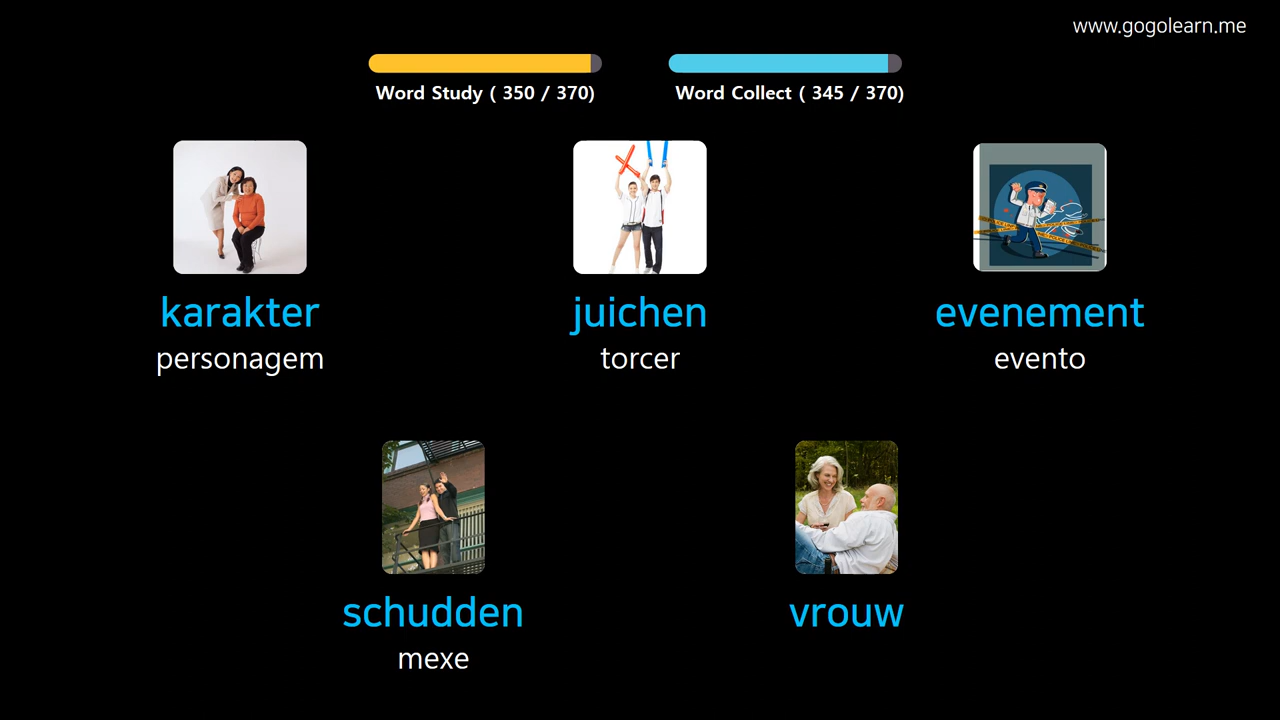 www.gogolearn.me
Word Study ( 350 / 370)
Word Collect ( 345 / 370)
karakter
personagem
juichen
torcer
evenement
evento
schudden
mexe
vrouw